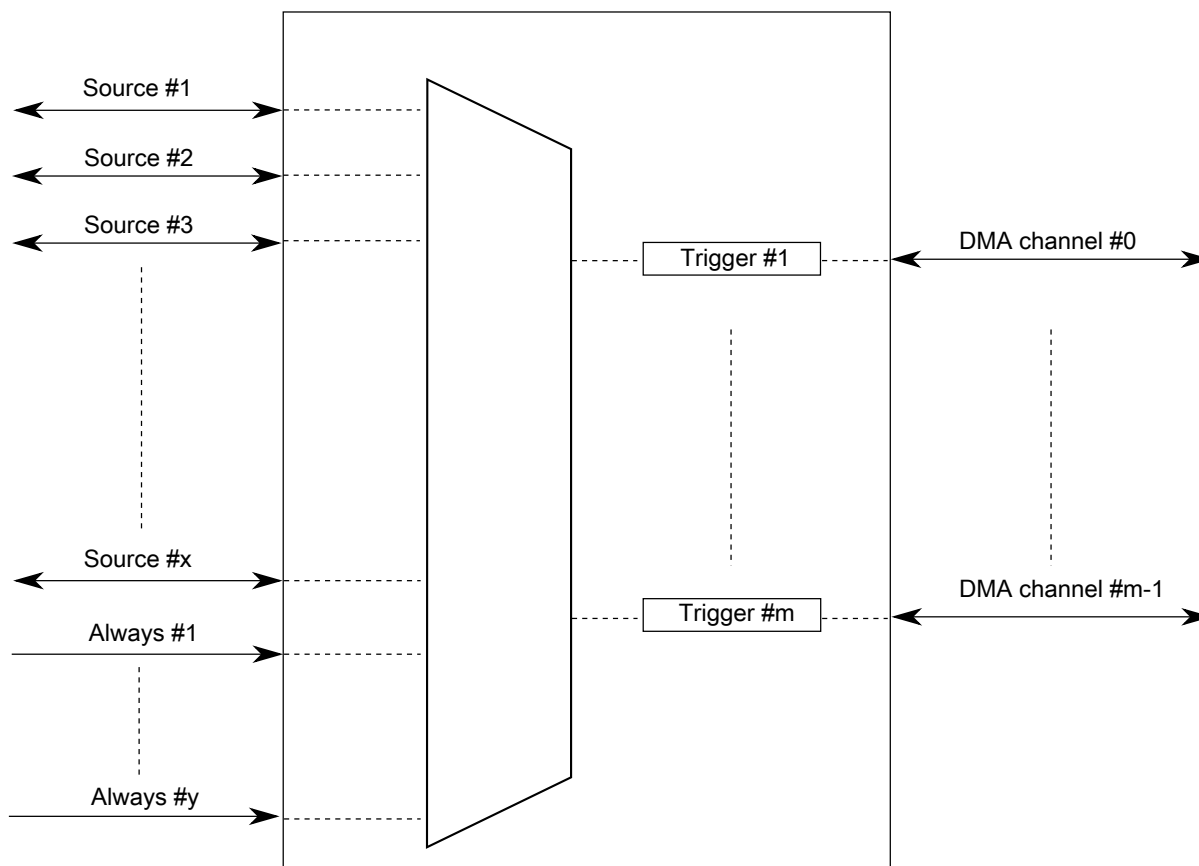 Source #1
Source #2
Source #3
Trigger #1
DMA channel #0
Source #x
Always #1
Trigger #m
DMA channel #m-1
Always #y